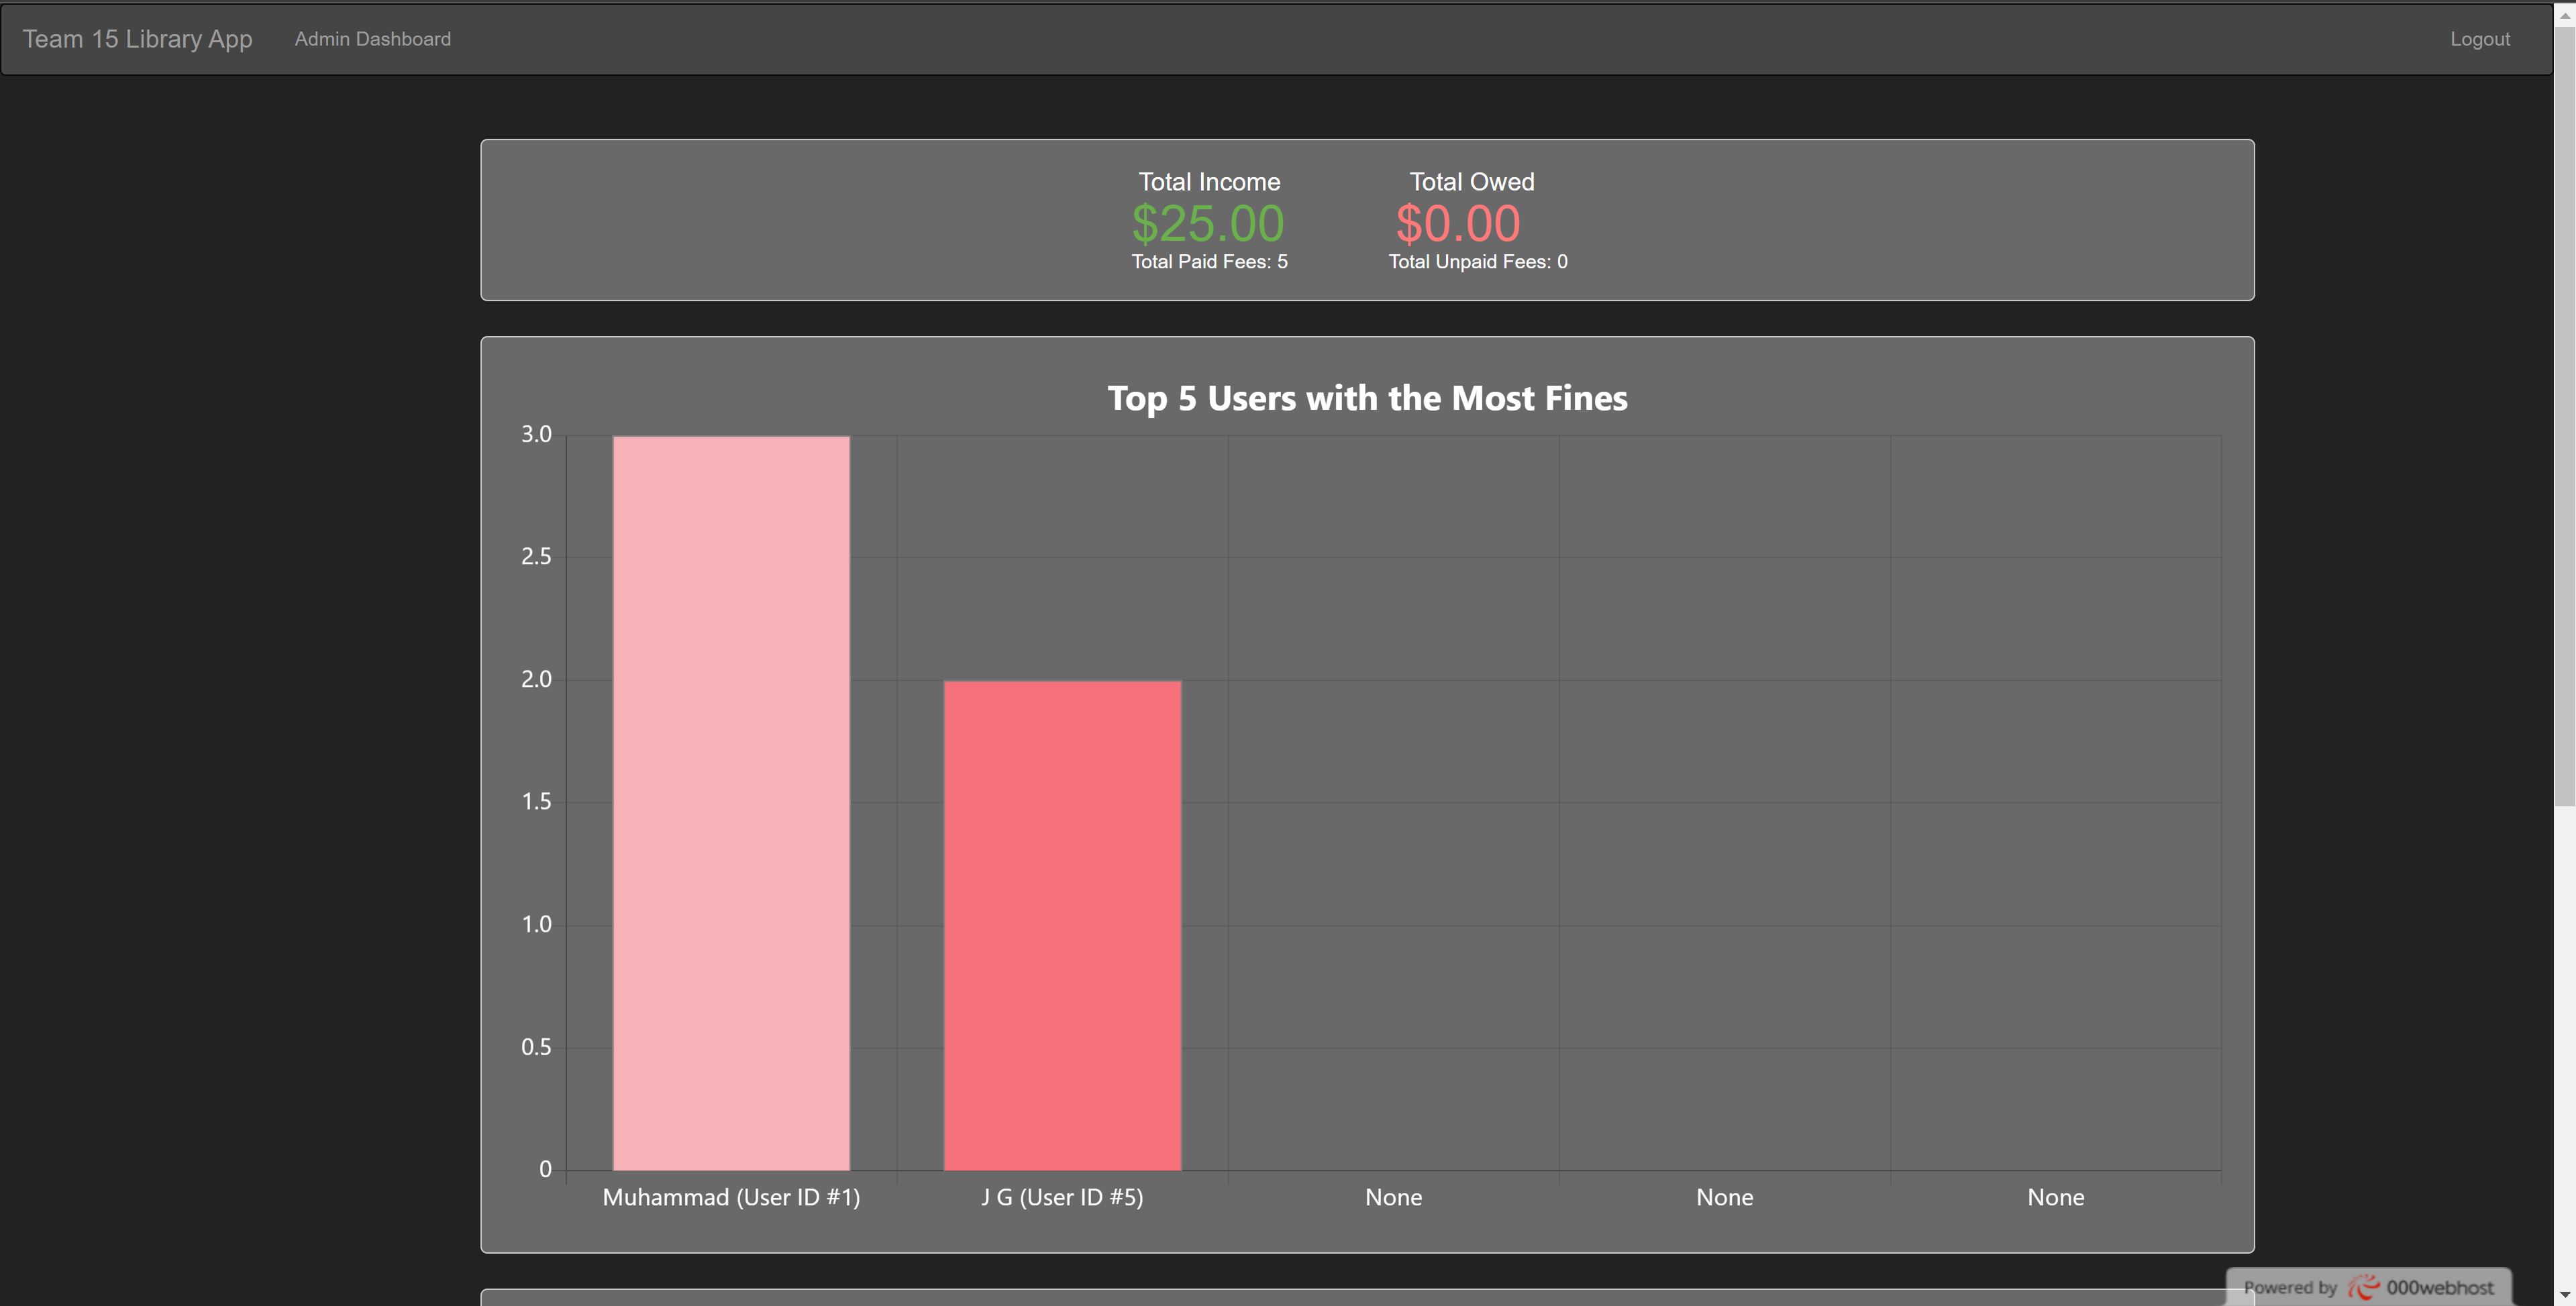 Team 15 Library App Admin Dashboard Logout
Total Income Total Owed
$25.00 $0.00
Total Paid Fees: 5 Total Unpaid Fees: 0
Top 5 Users with the Most Fines
3.0
2.5
2.0
1.5
1.0
0.5
0
Muhammad (User ID #1) J G (User ID #5) None None None
Powered by 000webhost